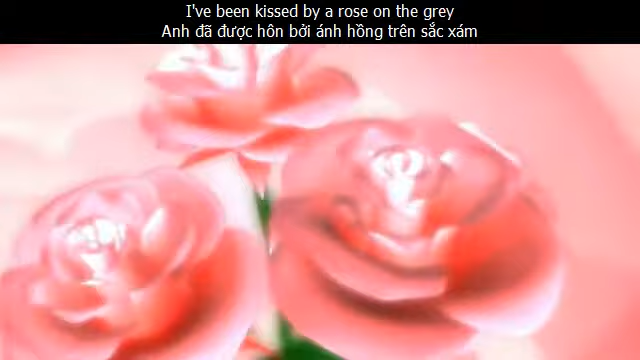 I've been kissed by a rose on the grey
Anh đã được hôn bởi ánh hồng trên sắc xám